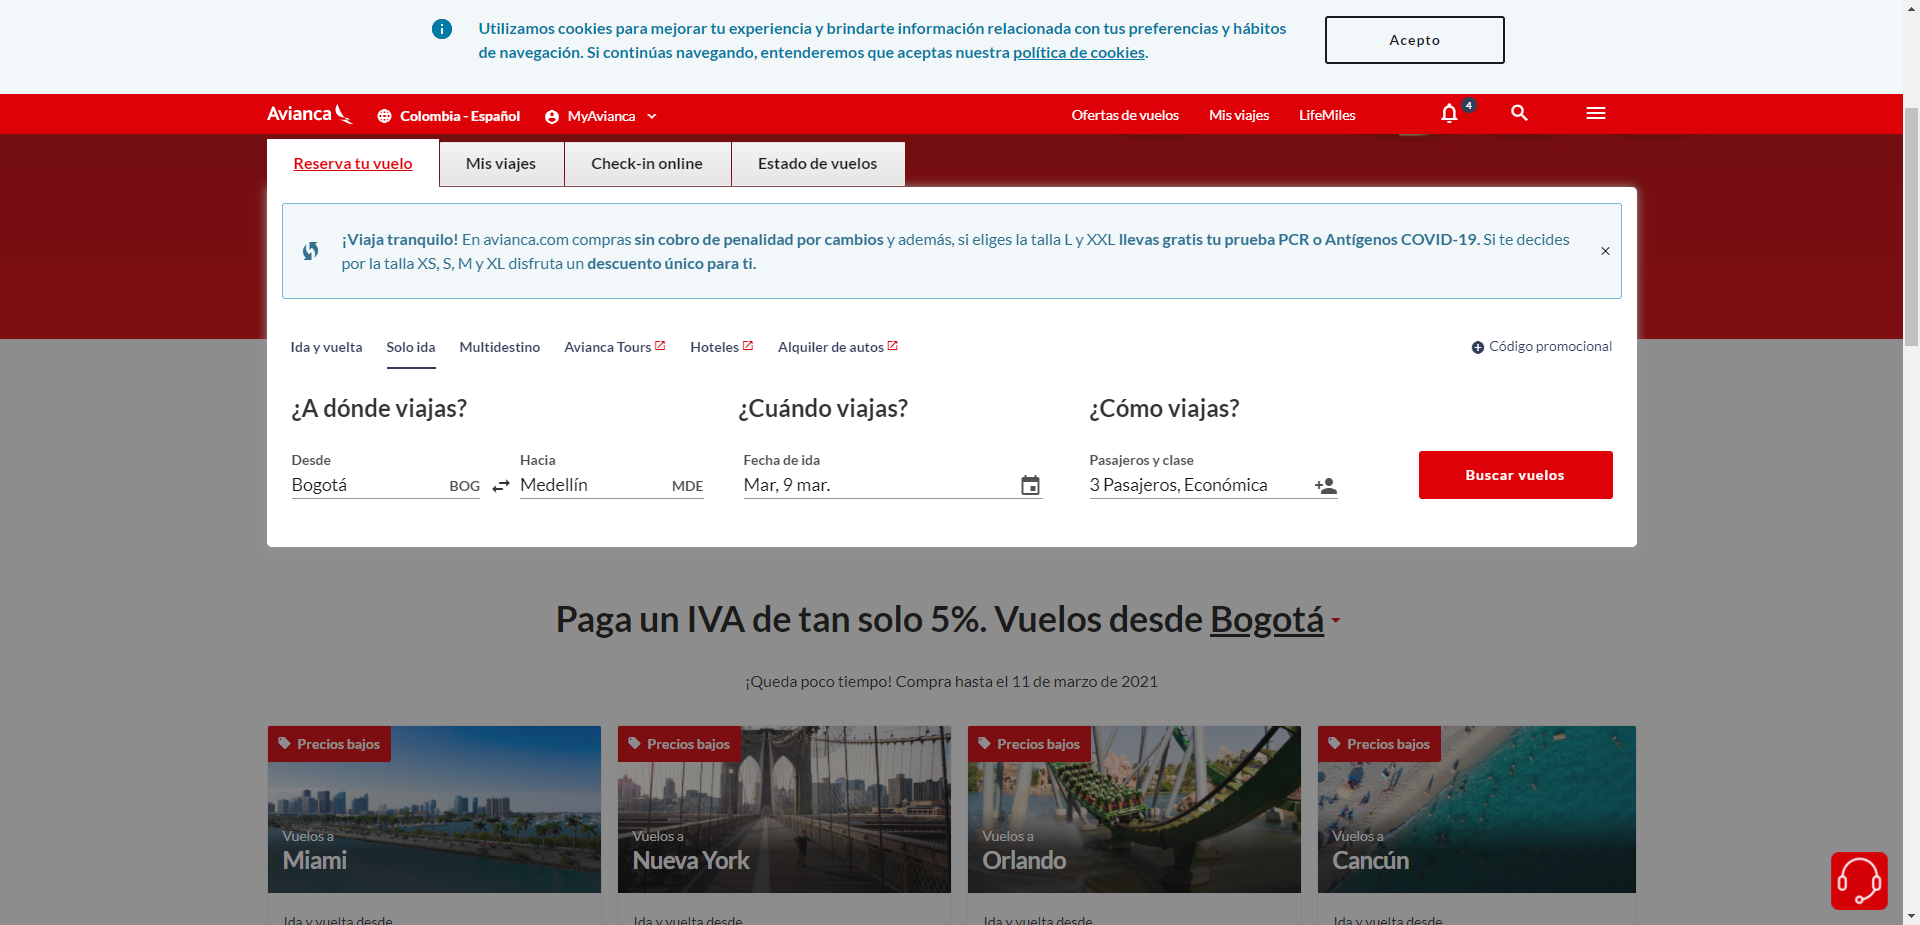 Utilizamos cookies para mejorar tu experiencia y brindarte información relacionada con tus preferencias y hábitos
de navegación. Si continúas navegando, entenderemos que aceptas nuestra política de cookies.
Acepto
Avianca
Colombia - Español
MyAvianca
Ofertas de vuelos
Mis viajes
LifeMiles
4
Reserva tu vuelo
Mis viajes
Check-in online
Estado de vuelos
¡Viaja tranquilo! En avianca.com compras sin cobro de penalidad por cambios y además, si eliges la talla L y XXL llevas gratis tu prueba PCR o Antígenos COVID-19. Si te decides
por la talla XS, S, M y XL disfruta un descuento único para ti.
Ida y vuelta
Solo ida
Multidestino
Avianca Tours
Hoteles
Alquiler de autos
Código promocional
¿A dónde viajas?
¿Cuándo viajas?
¿Cómo viajas?
Desde
Hacia
Fecha de ida
Pasajeros y clase
Bogotá BOG
Medellín MDE
Mar, 9 mar.
3 Pasajeros, Económica
Buscar vuelos
Paga un IVA de tan solo 5%. Vuelos desde Bogotá
¡Queda poco tiempo! Compra hasta el 11 de marzo de 2021
Precios bajos
Vuelos a
Miami
Ida y vuelta desde
Precios bajos
Vuelos a
Nueva York
Ida y vuelta desde
Precios bajos
Vuelos a
Orlando
Ida y vuelta desde
Precios bajos
Vuelos a
Cancún
Ida y vuelta desde